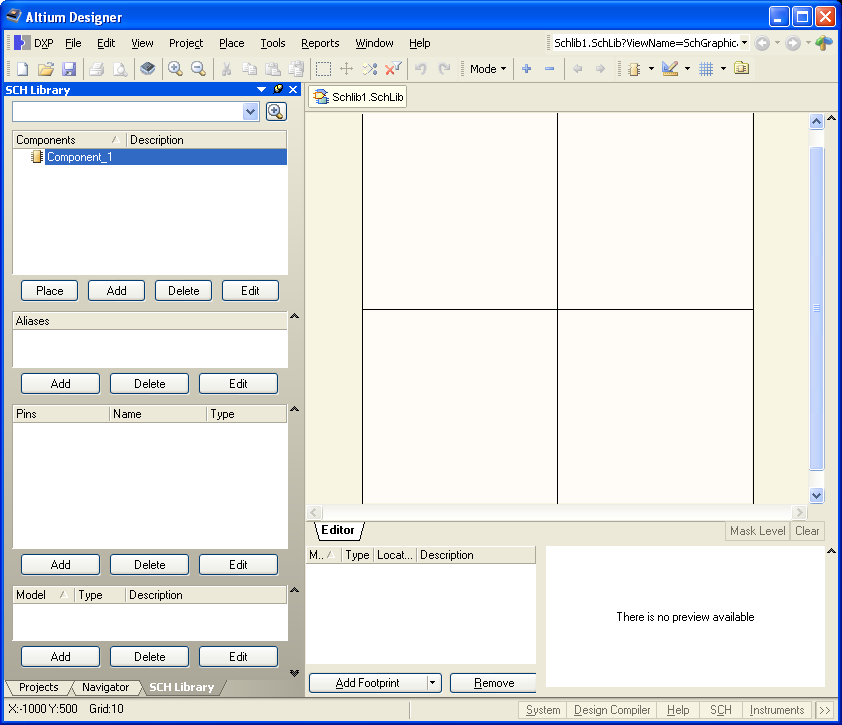 Altium Designer
DXP File Edit View Project Place Tools Reports Window Help Schlib1.SchLib?ViewName=SchGraphic
Mode
SCH Library
Schlib1.SchLib
Components Description
Component_1
Place Add Delete Edit
Aliases
Add Delete Edit
Pins Name Type
Add Delete Edit
Model Type Description
Add Delete Edit
Editor
Mask Level Clear
M... Type Locat... Description
There is no preview available
Add Footprint Remove
Projects Navigator SCH Library
X:-1000 Y:500 Grid:10
System Design Compiler Help SCH Instruments >>